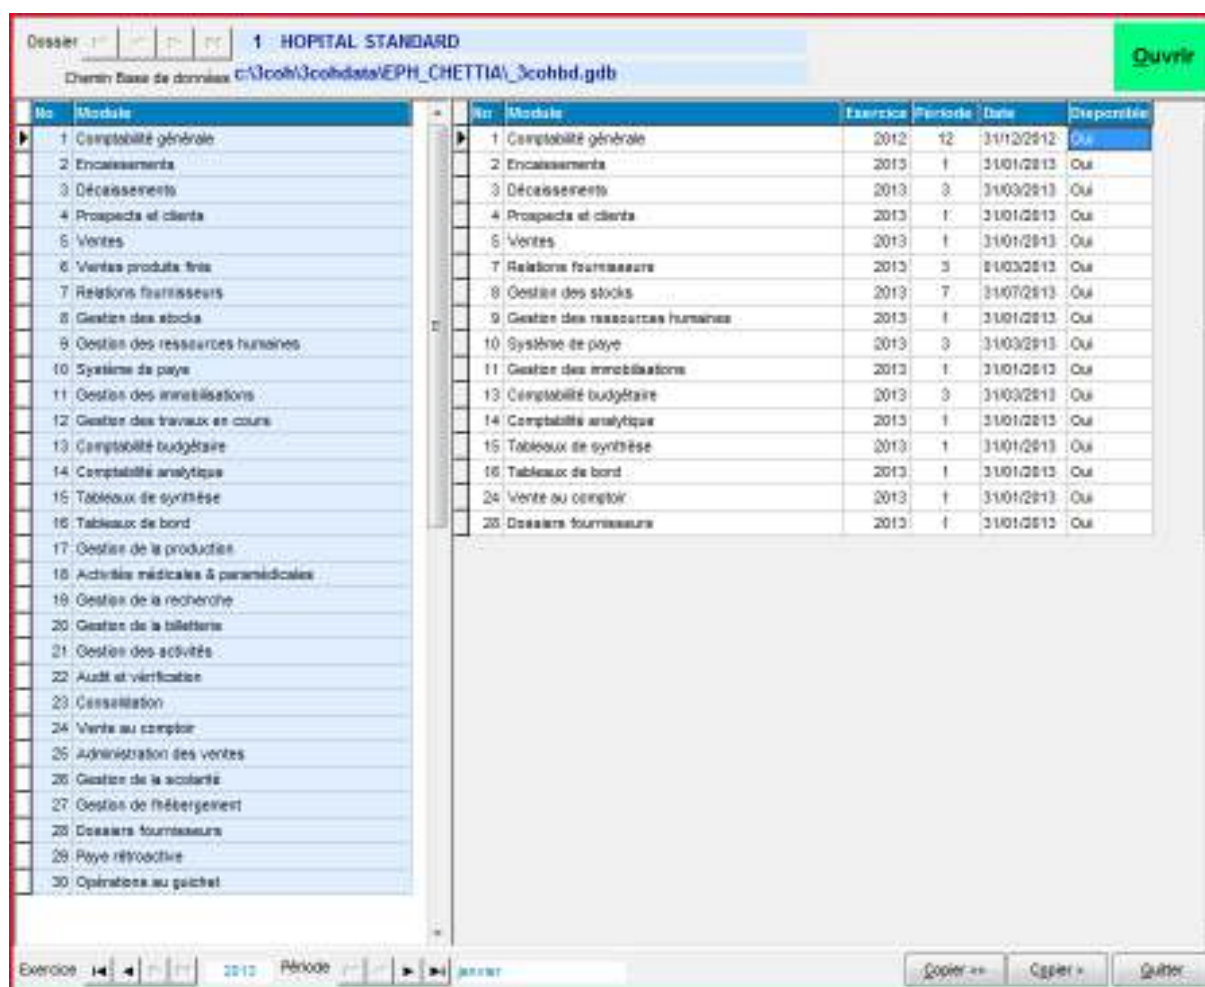 Dossier 1 HOPITAL STANDARD Ouvrir
Chemin Base de données c:\3coh\3cohdata\EPH_CHETTIA\_3cohbd.gdb
No Module
1 Comptabilité générale
2 Encaissements
3 Décaissements
4 Prospects et clients
5 Ventes
6 Ventes produits finis
7 Relations fournisseurs
8 Gestion des stocks
9 Gestion des ressources humaines
10 Système de paye
11 Gestion des immobilisations
12 Gestion des travaux en cours
13 Comptabilité budgétaire
14 Comptabilité analytique
15 Tableaux de synthèse
16 Tableaux de bord
17 Gestion de la production
18 Activités médicales & paramédicales
19 Gestion de la recherche
20 Gestion de la billetterie
21 Gestion des activités
22 Audit et vérification
23 Consolidation
24 Vente au comptoir
25 Administration des ventes
26 Gestion de la scolarité
27 Gestion de l'hébergement
28 Dossiers fournisseurs
29 Paye rétroactive
30 Opérations au guichet
No Module Exercice Période Date Disponible
1 Comptabilité générale 2012 12 31/12/2012 Oui
2 Encaissements 2013 1 31/01/2013 Oui
3 Décaissements 2013 3 31/03/2013 Oui
4 Prospects et clients 2013 1 31/01/2013 Oui
5 Ventes 2013 1 31/01/2013 Oui
7 Relations fournisseurs 2013 3 01/03/2013 Oui
8 Gestion des stocks 2013 7 31/07/2013 Oui
9 Gestion des ressources humaines 2013 1 31/01/2013 Oui
10 Système de paye 2013 3 31/03/2013 Oui
11 Gestion des immobilisations 2013 1 31/01/2013 Oui
13 Comptabilité budgétaire 2013 3 31/03/2013 Oui
14 Comptabilité analytique 2013 1 31/01/2013 Oui
15 Tableaux de synthèse 2013 1 31/01/2013 Oui
16 Tableaux de bord 2013 1 31/01/2013 Oui
24 Vente au comptoir 2013 1 31/01/2013 Oui
28 Dossiers fournisseurs 2013 1 31/01/2013 Oui
Exercice 2013 Période janvier Copier << Copier > Quitter